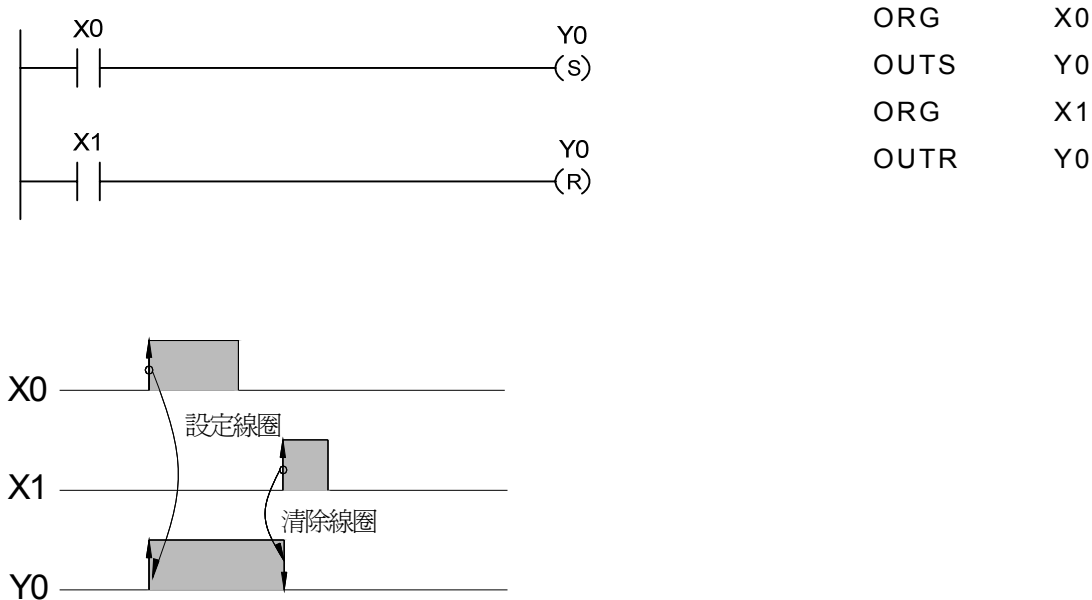 X0
Y0
(S)
X1
Y0
(R)
ORG X0
OUTS Y0
ORG X1
OUTR Y0
X0
設定線圈
X1
清除線圈
Y0